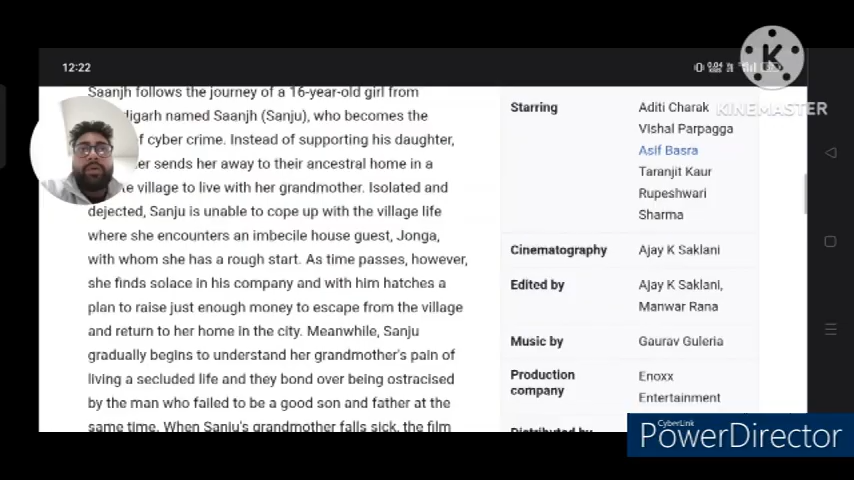 12:22
Saanjh follows the journey of a 16-year-old girl from
digarh named Saanjh (Sanju), who becomes the
of cyber crime. Instead of supporting his daughter,
er sends her away to their ancestral home in a
e village to live with her grandmother. Isolated and
dejected, Sanju is unable to cope up with the village life
where she encounters an imbecile house guest, Jonga,
with whom she has a rough start. As time passes, however,
she finds solace in his company and with him hatches a
plan to raise just enough money to escape from the village
and return to her home in the city. Meanwhile, Sanju
gradually begins to understand her grandmother's pain of
living a secluded life and they bond over being ostracised
by the man who failed to be a good son and father at the
same time. When Sanju's grandmother falls sick, the film
Starring
Aditi Charak
Vishal Parpagga
Asif Basra
Taranjit Kaur
Rupeshwari
Sharma
Cinematography
Ajay K Saklani
Edited by
Ajay K Saklani,
Manwar Rana
Music by
Gaurav Guleria
Production
company
Enoxx
Entertainment
Distributed by
K
KINEMASTER
CyberLink
PowerDirector